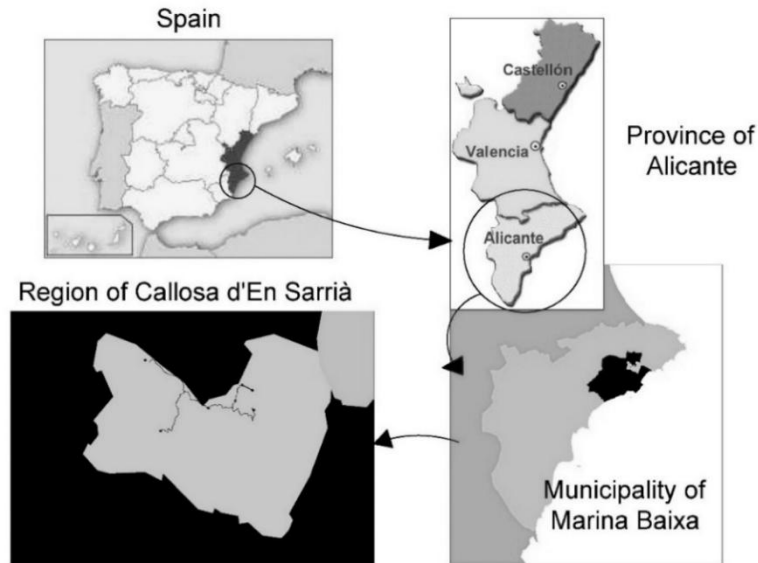 Spain
Castellón
Valencia
Province of
Alicante
Alicante
Region of Callosa d'En Sarrià
Municipality of
Marina Baixa